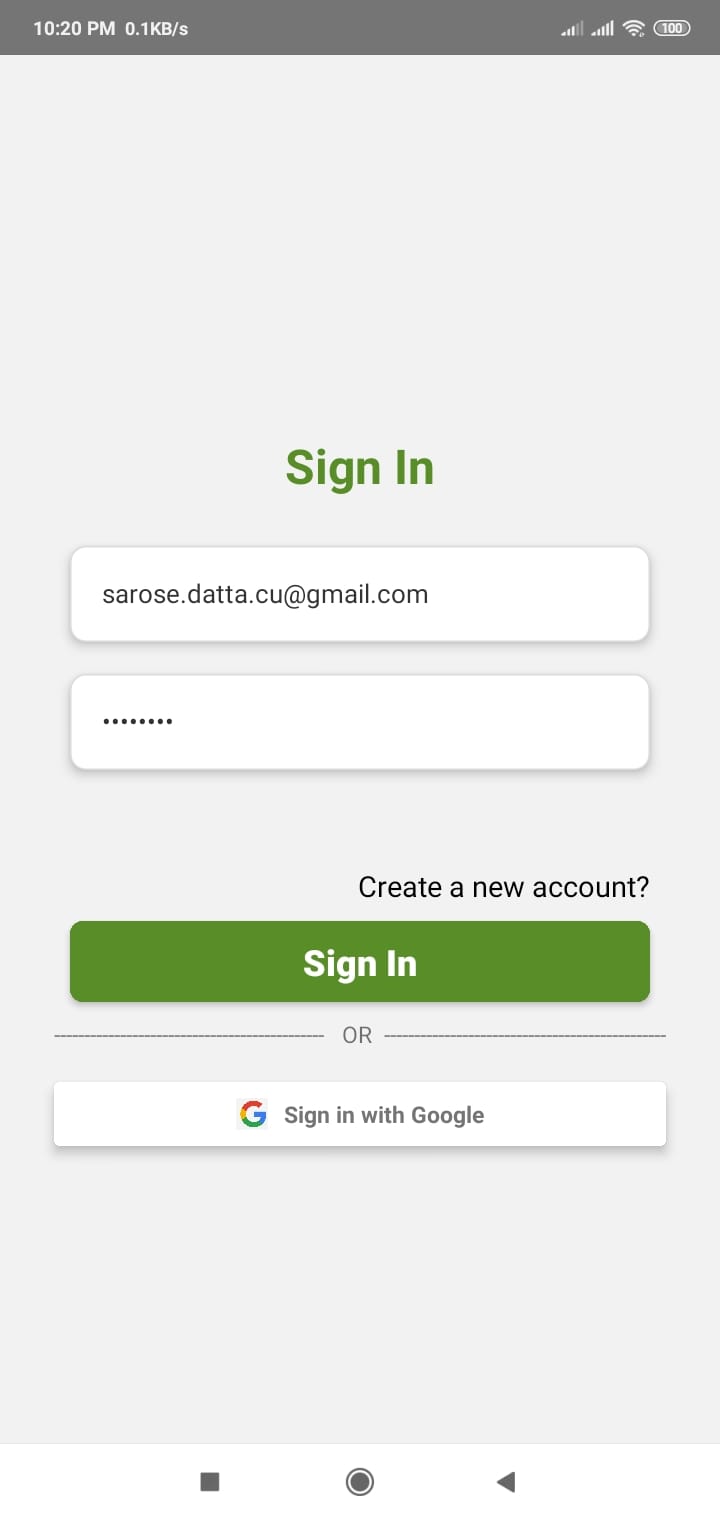 10:20 PM 0.1KB/s 100
Sign In
sarose.datta.cu@gmail.com
••••••••
Create a new account?
Sign In
OR
Sign in with Google